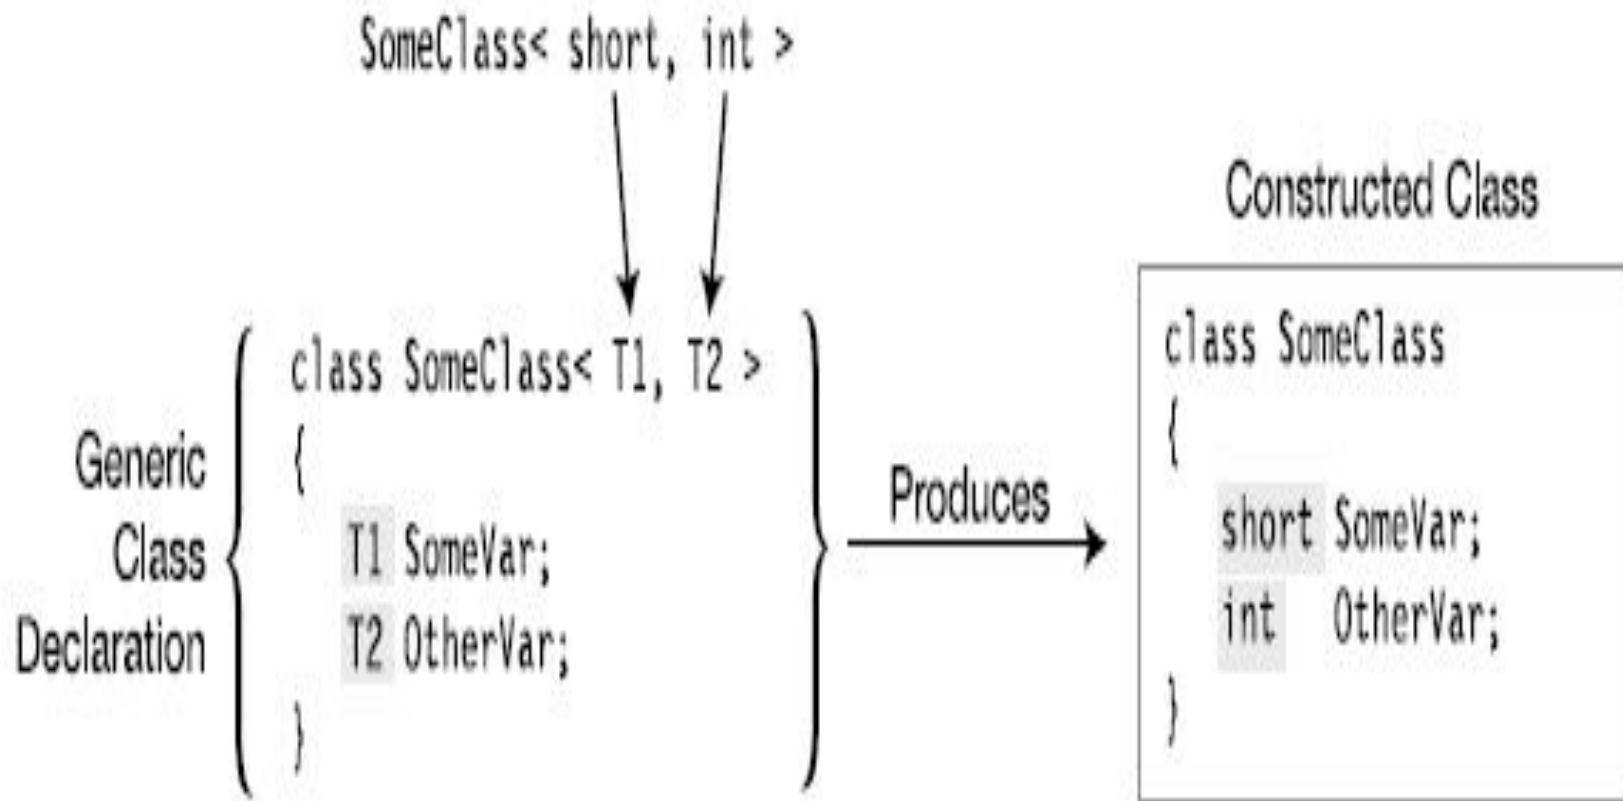 SomeClass< short, int >
Generic
Class
Declaration
class SomeClass< T1, T2 >
{
T1 SomeVar;
T2 OtherVar;
}
Produces
Constructed Class
class SomeClass
{
short SomeVar;
int OtherVar;
}